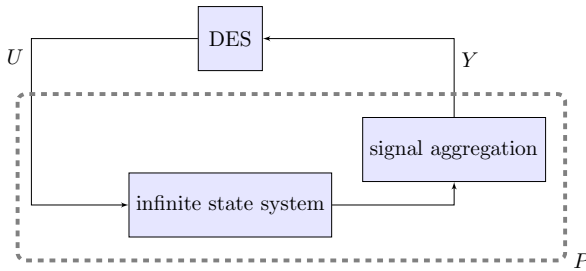 DES
U
Y
signal aggregation
infinite state system
P